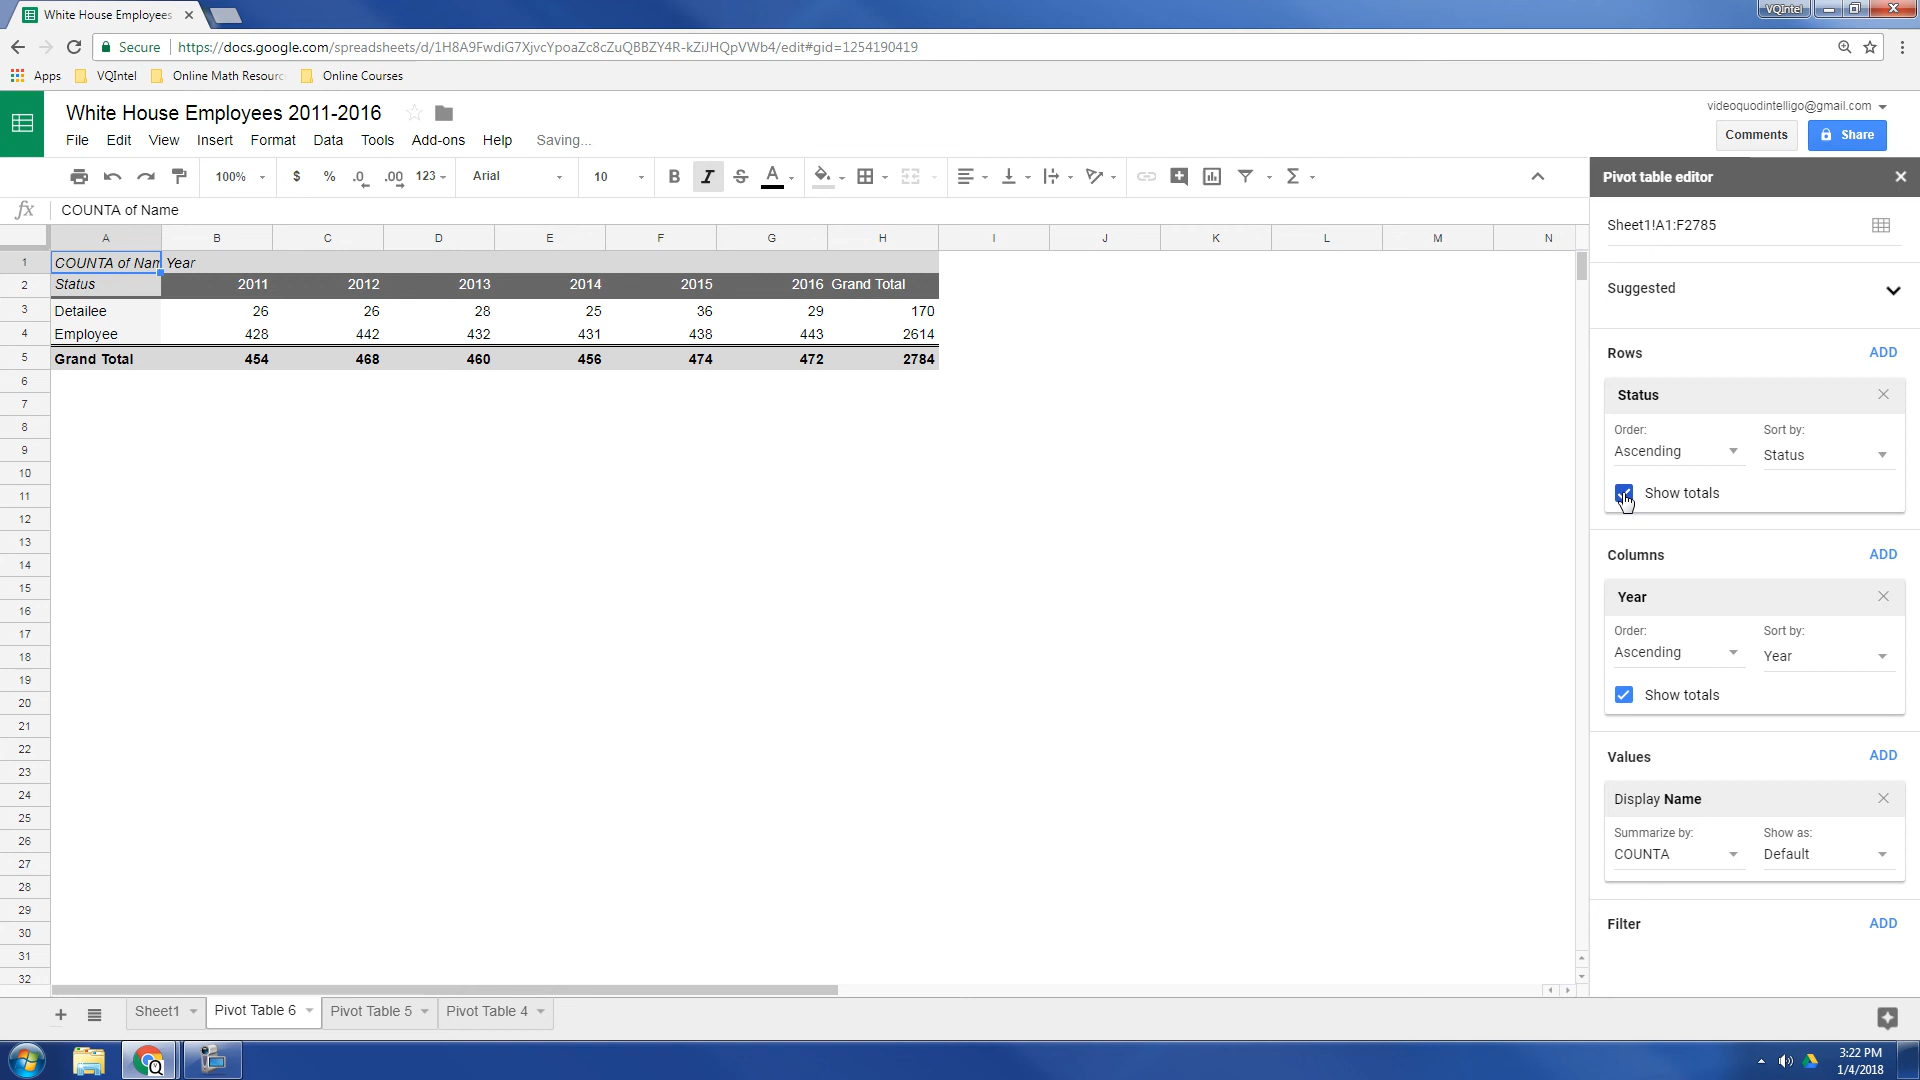 White House Employees
VQIntel
Secure https://docs.google.com/spreadsheets/d/1H8A9FwdiG7XjvcYpoaZc8cZuQBBZY4R-kZiJHQpVWb4/edit#gid=1254190419
Apps VQIntel Online Math Resourc Online Courses
White House Employees 2011-2016
videoquodintelligo@gmail.com
File Edit View Insert Format Data Tools Add-ons Help Saving...
Comments Share
100% $ % .0 .00 123 Arial 10 B I S A Σ
Pivot table editor
fx COUNTA of Name
Sheet1!A1:F2785
A B C D E F G H I J K L M N
1 COUNTA of Nam Year
2 Status 2011 2012 2013 2014 2015 2016 Grand Total
3 Detailee 26 26 28 25 36 29 170
4 Employee 428 442 432 431 438 443 2614
5 Grand Total 454 468 460 456 474 472 2784
6
7
8
9
10
11
12
13
14
15
16
17
18
19
20
21
22
23
24
25
26
27
28
29
30
31
32
Suggested
Rows ADD
Status
Order: Sort by:
Ascending Status
Show totals
Columns ADD
Year
Order: Sort by:
Ascending Year
Show totals
Values ADD
Display Name
Summarize by: Show as:
COUNTA Default
Filter ADD
+ Sheet1 Pivot Table 6 Pivot Table 5 Pivot Table 4
3:22 PM
1/4/2018